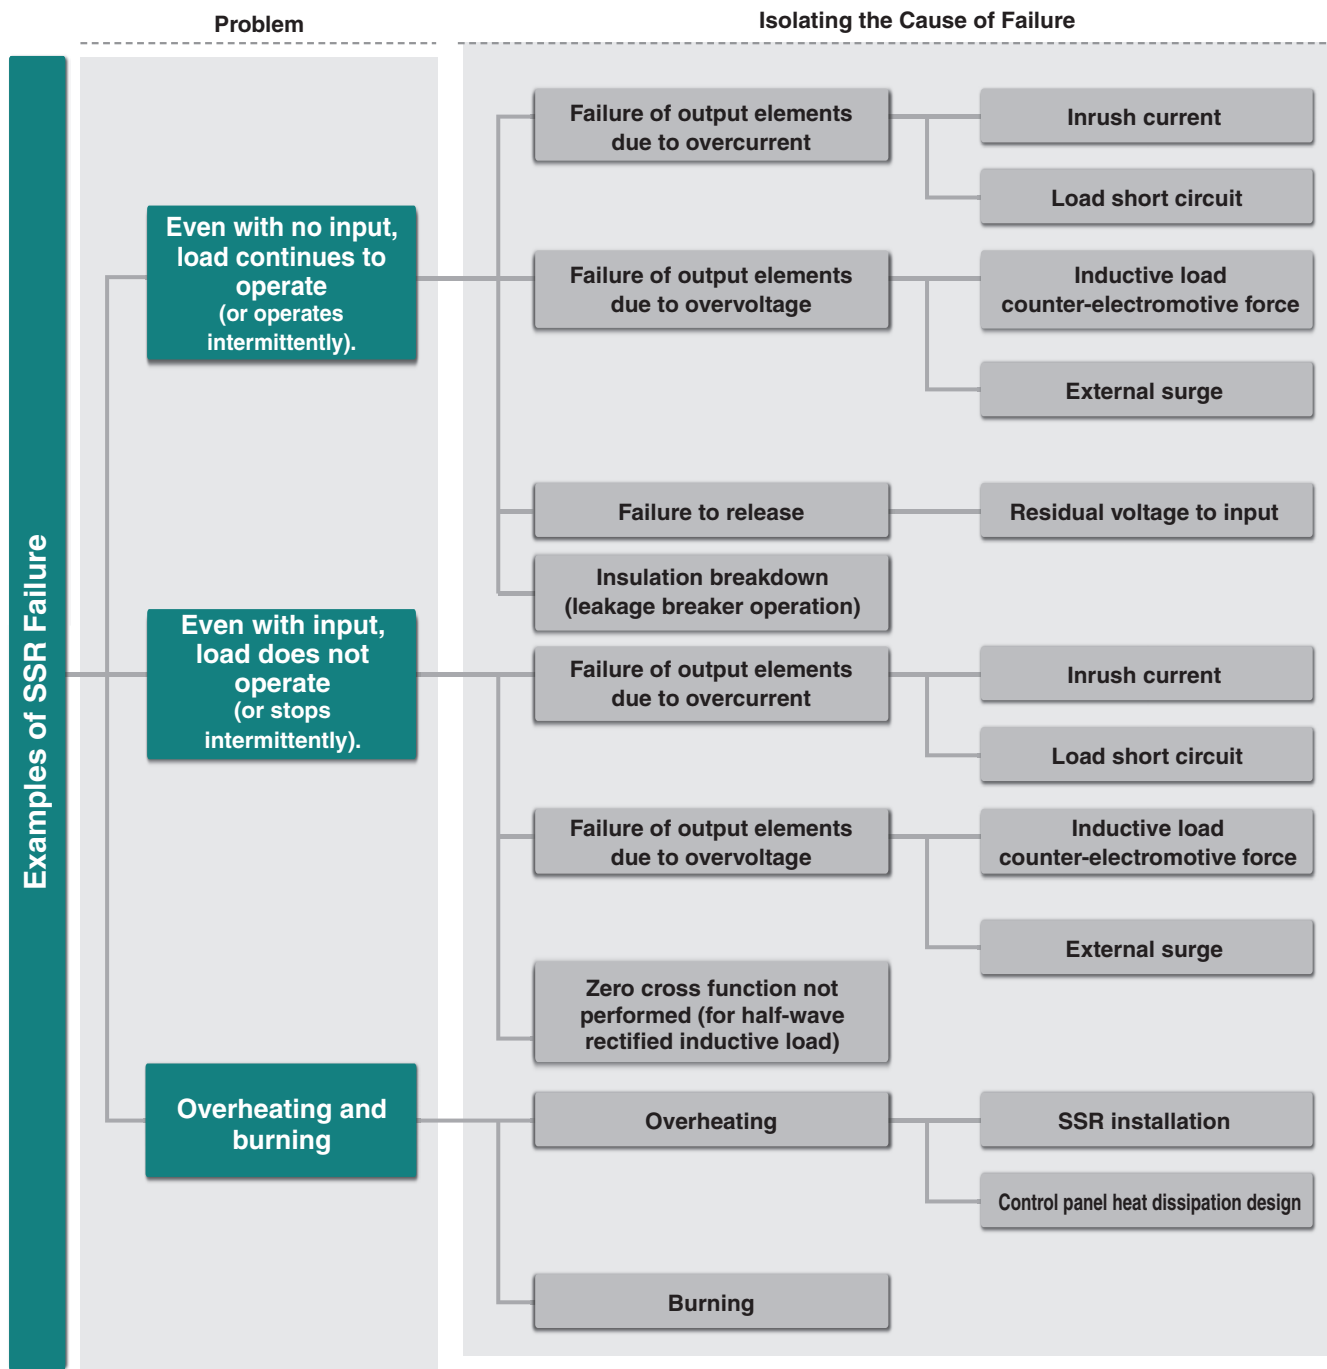 Problem
Isolating the Cause of Failure
Examples of SSR Failure
Even with no input,
load continues to
operate
(or operates
intermittently).
Failure of output elements
due to overcurrent
Inrush current
Load short circuit
Failure of output elements
due to overvoltage
Inductive load
counter-electromotive force
External surge
Failure to release
Residual voltage to input
Insulation breakdown
(leakage breaker operation)
Even with input,
load does not
operate
(or stops
intermittently).
Failure of output elements
due to overcurrent
Inrush current
Load short circuit
Failure of output elements
due to overvoltage
Inductive load
counter-electromotive force
External surge
Zero cross function not
performed (for half-wave
rectified inductive load)
Overheating and
burning
Overheating
SSR installation
Control panel heat dissipation design
Burning